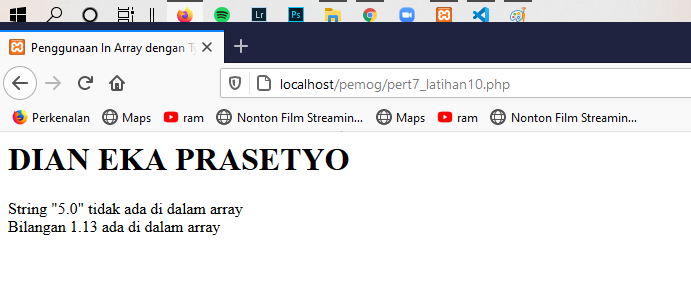 Lr Ps
Penggunaan In Array dengan T
localhost/pemog/pert7_latihan10.php
Perkenalan Maps ram Nonton Film Streamin... Maps ram Nonton Film Streamin...
DIAN EKA PRASETYO
String "5.0" tidak ada di dalam array
Bilangan 1.13 ada di dalam array